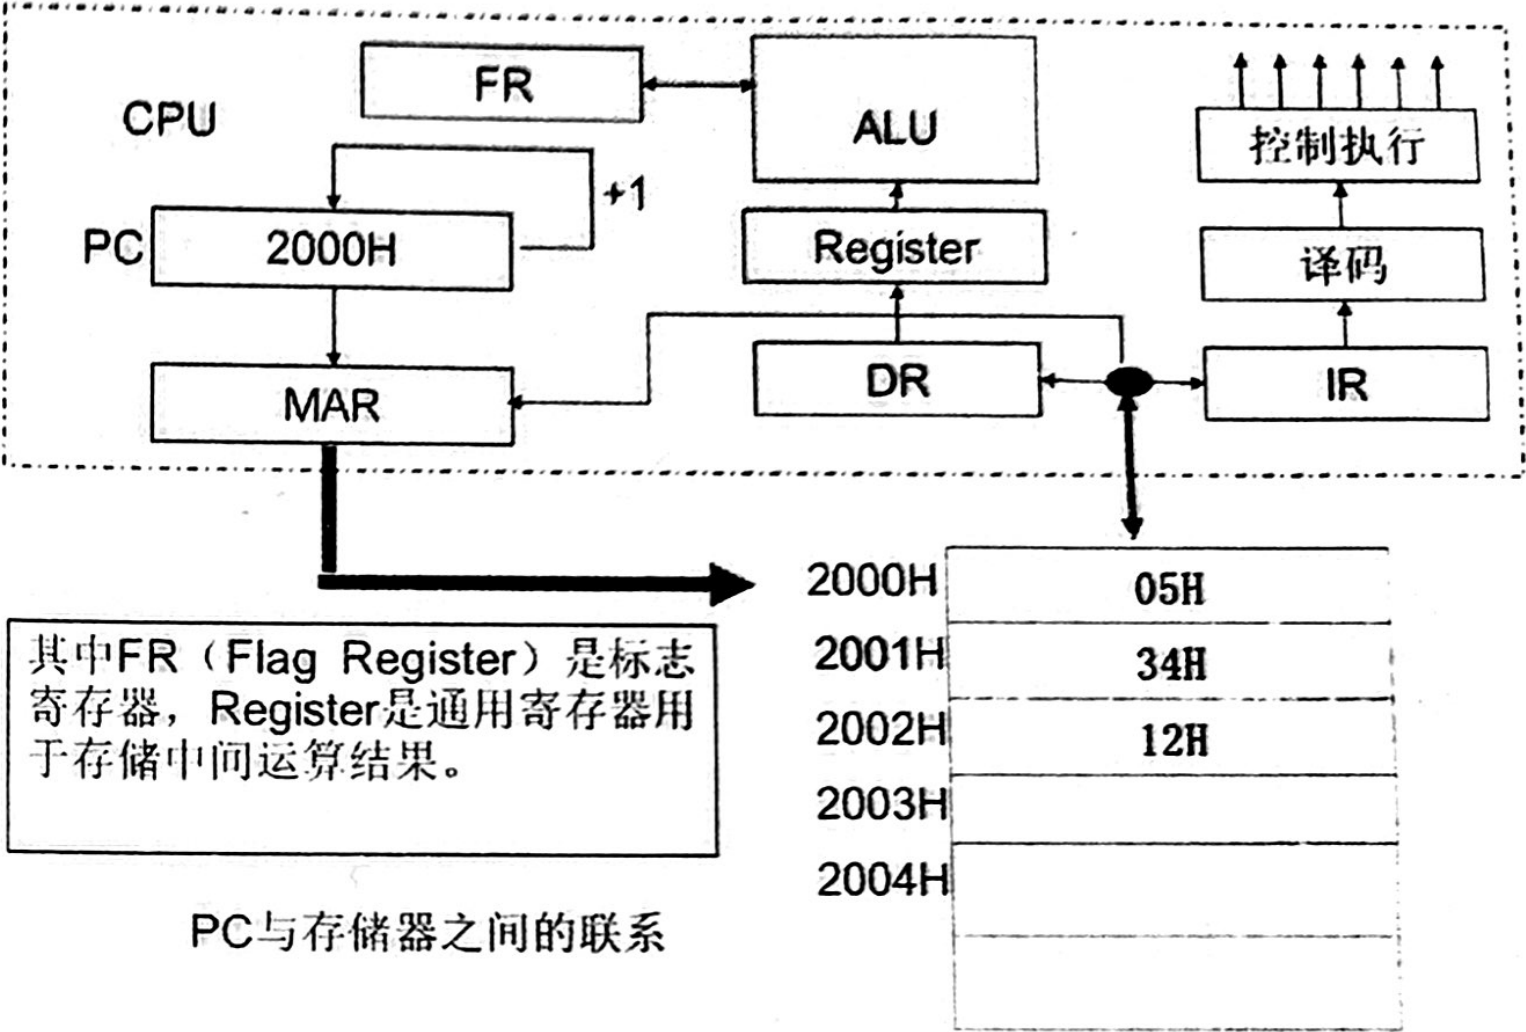 FR
ALU
CPU
控制执行
+1
PC
2000H
Register
译码
MAR
DR
IR
2000H
05H
2001H
34H
2002H
12H
2003H
2004H
其中FR（Flag Register）是标志
寄存器，Register是通用寄存器用
于存储中间运算结果。
PC与存储器之间的联系